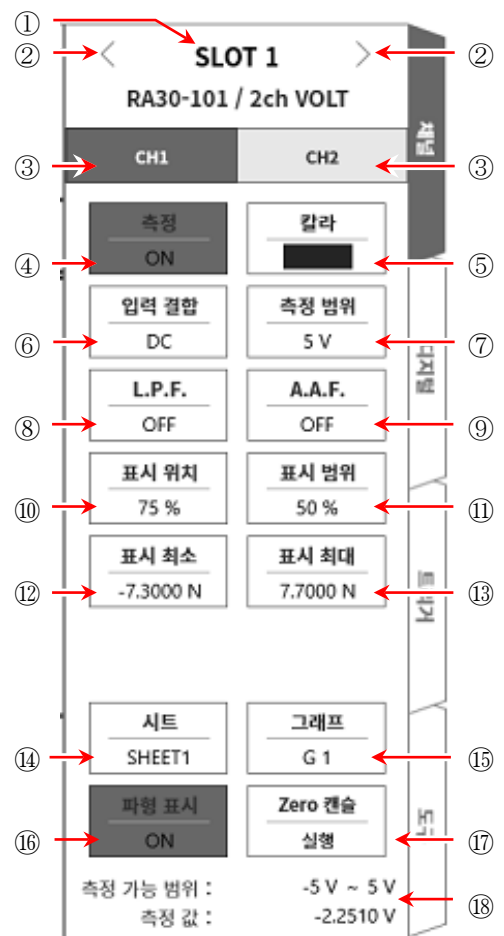 ①
② < SLOT 1 > ②
RA30-101 / 2ch VOLT
채널
③ CH1 CH2 ③
측정 칼라
④ ON ⑤
입력 결합 측정 범위
⑥ DC 5 V ⑦
디지털
L.P.F. A.A.F.
⑧ OFF OFF ⑨
표시 위치 표시 범위
⑩ 75 % 50 % ⑪
표시 최소 표시 최대
⑫ -7.3000 N 7.7000 N ⑬
트리거
시트 그래프
⑭ SHEET1 G 1 ⑮
파형 표시 Zero 캔슬
⑯ ON 실행 ⑰
측정 가능 범위 : -5 V ~ 5 V
⑱
측정 값 : -2.2510 V